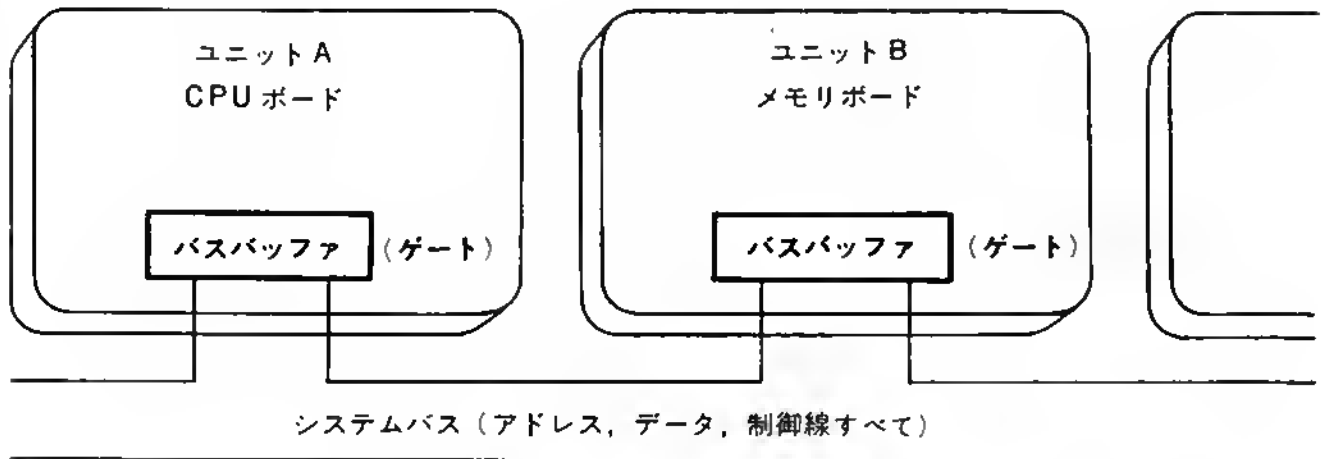 ユニットA
CPUボード
バスバッファ (ゲート)
ユニットB
メモリボード
バスバッファ (ゲート)
システムバス(アドレス, データ, 制御線すべて)